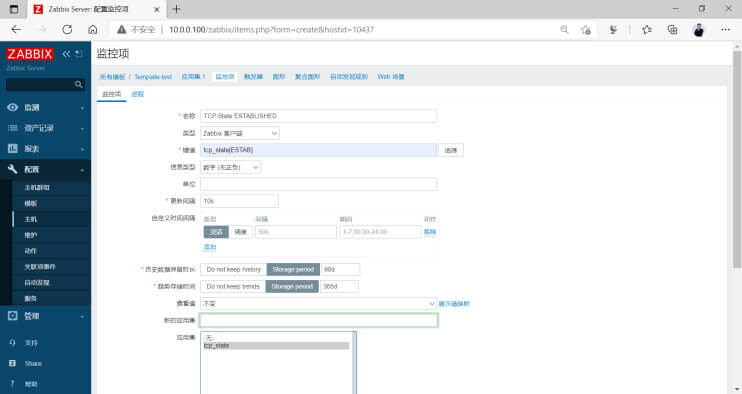 Zabbix Server: 配置监控项
不安全 | 10.0.0.100/zabbix/items.php?form=create&hostid=10437
ZABBIX
Zabbix Server
监测
资产记录
报表
配置
主机群组
模板
主机
维护
动作
关联项事件
自动发现
服务
管理
支持
Share
帮助
监控项
所有模板 / Template-test 应用集 1 监控项 触发器 图形 聚合图形 自动发现规则 Web 场景
监控项 进程
* 名称 TCP State ESTABLISHED
类型 Zabbix 客户端
* 键值 tcp_state[ESTAB] 选择
信息类型 数字 (无正负)
单位
* 更新间隔 10s
自定义时间间隔 类型 间隔 期间 动作
灵活 调度 50s 1-7,00:00-24:00 移除
添加
* 历史数据保留时长 Do not keep history Storage period 90d
* 趋势存储时间 Do not keep trends Storage period 365d
查看值 不变 展示值映射
新的应用集
应用集 -无-
tcp_state